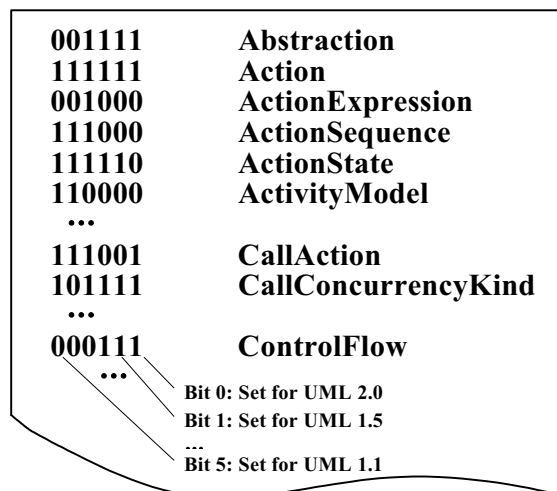 001111 Abstraction
111111 Action
001000 ActionExpression
111000 ActionSequence
111110 ActionState
110000 ActivityModel
...
111001 CallAction
101111 CallConcurrencyKind
...
000111 ControlFlow
...
Bit 0: Set for UML 2.0
Bit 1: Set for UML 1.5
...
Bit 5: Set for UML 1.1